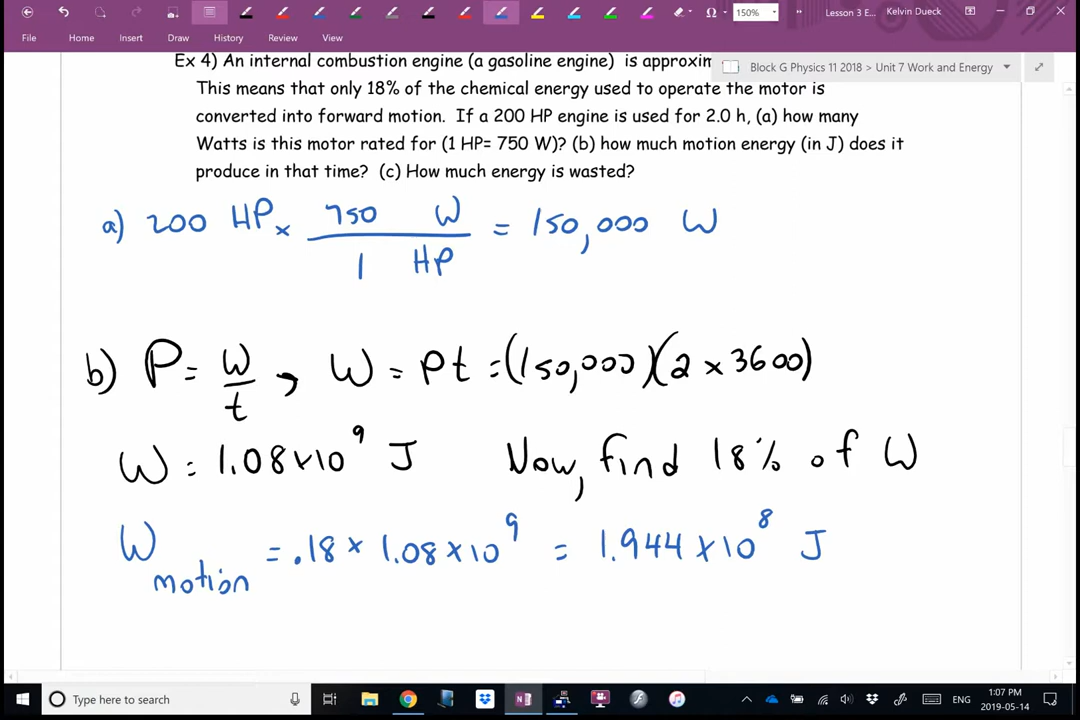 150%
Lesson 3 E...
Kelvin Dueck
File Home Insert Draw History Review View
Block G Physics 11 2018 > Unit 7 Work and Energy
Ex 4) An internal combustion engine (a gasoline engine) is approxim
This means that only 18% of the chemical energy used to operate the motor is
converted into forward motion. If a 200 HP engine is used for 2.0 h, (a) how many
Watts is this motor rated for (1 HP= 750 W)? (b) how much motion energy (in J) does it
produce in that time? (c) How much energy is wasted?
a) 200 HP x 750 W / 1 HP = 150,000 W
b) P = W/t , W = Pt = (150,000)(2 x 3600)
W = 1.08x10^9 J Now, find 18% of W
W motion = .18 x 1.08 x 10^9 = 1.944 x 10^8 J
Type here to search
ENG
1:07 PM
2019-05-14